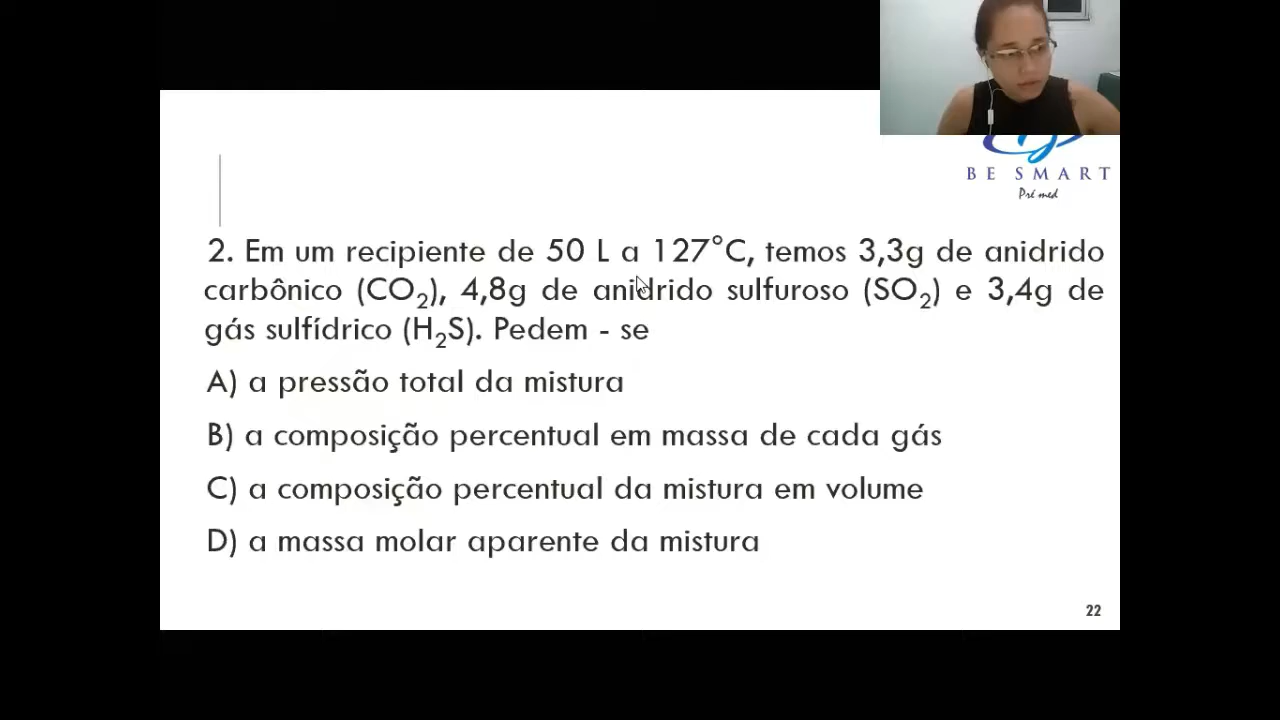 BE SMART
Pré med
2. Em um recipiente de 50 L a 127°C, temos 3,3g de anidrido
carbônico (CO₂), 4,8g de anidrido sulfuroso (SO₂) e 3,4g de
gás sulfídrico (H₂S). Pedem - se
A) a pressão total da mistura
B) a composição percentual em massa de cada gás
C) a composição percentual da mistura em volume
D) a massa molar aparente da mistura
22